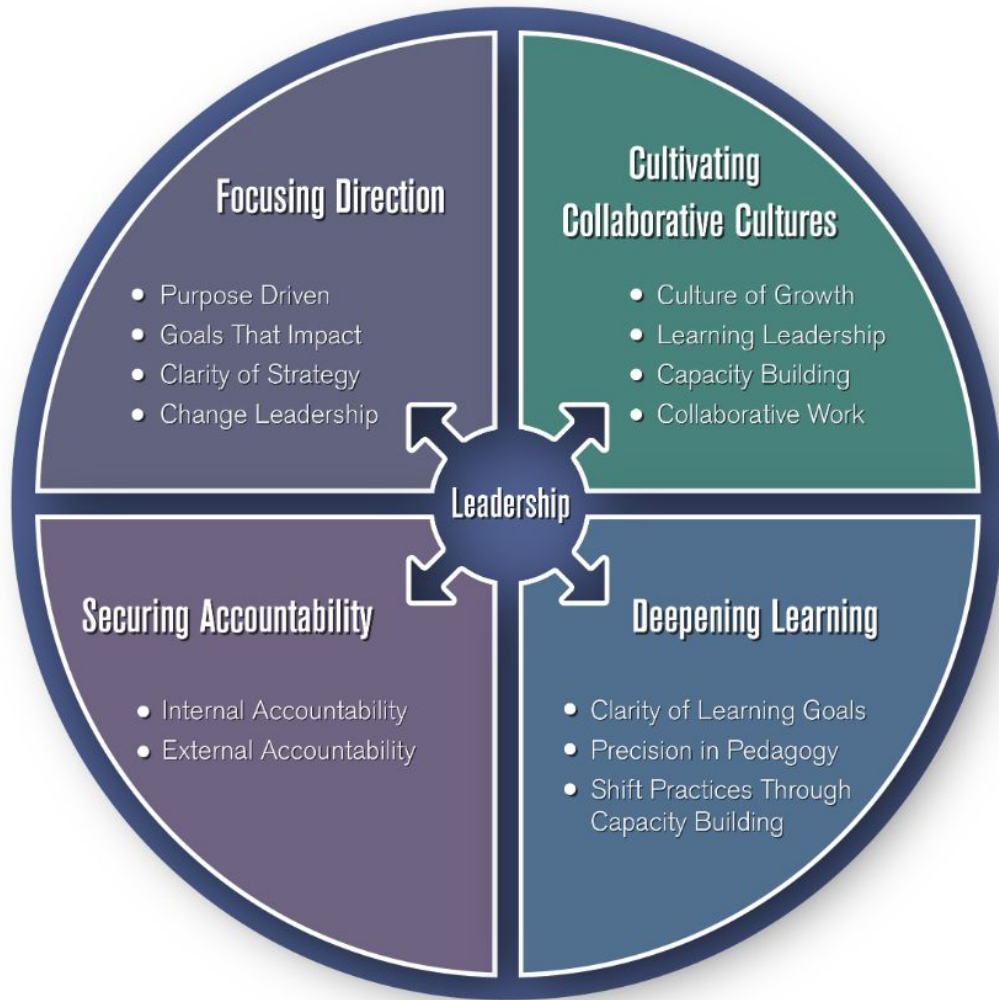 Focusing Direction
• Purpose Driven
• Goals That Impact
• Clarity of Strategy
• Change Leadership
Cultivating
Collaborative Cultures
• Culture of Growth
• Learning Leadership
• Capacity Building
• Collaborative Work
Leadership
Securing Accountability
• Internal Accountability
• External Accountability
Deepening Learning
• Clarity of Learning Goals
• Precision in Pedagogy
• Shift Practices Through
Capacity Building